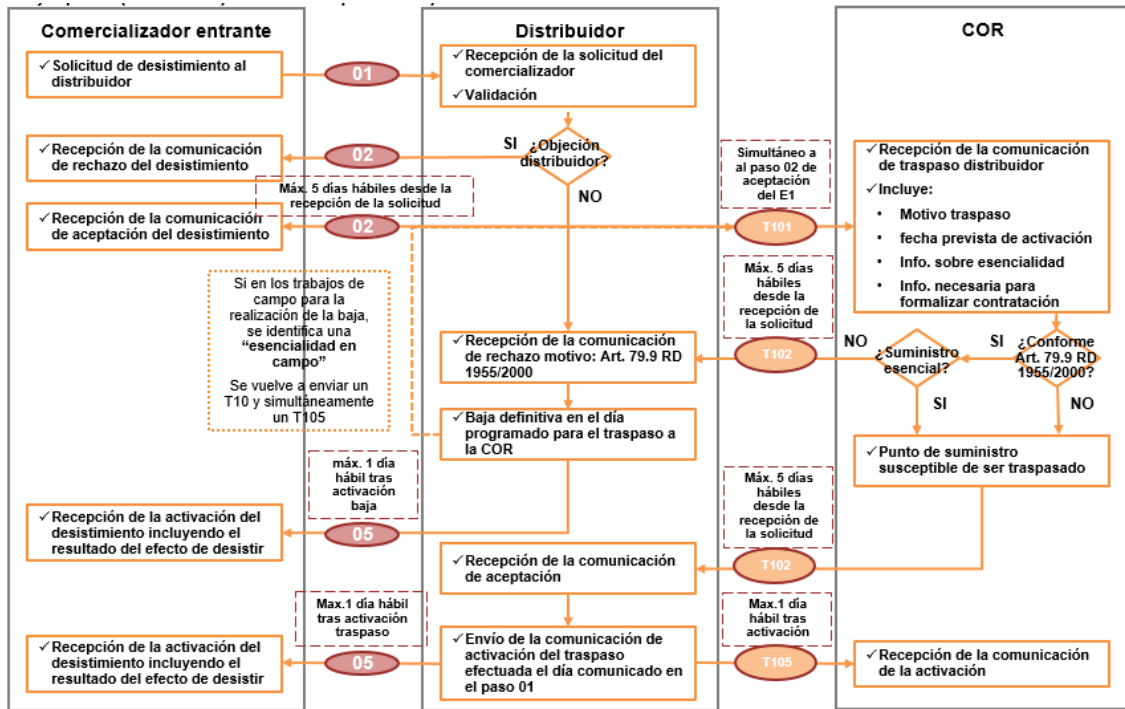 Comercializador entrante
Distribuidor
COR
✓Solicitud de desistimiento al
distribuidor
01
✓Recepción de la solicitud del
comercializador
✓Validación
SI
¿Objeción
distribuidor?
NO
✓Recepción de la comunicación
de rechazo del desistimiento
02
Máx. 5 días hábiles desde la
recepción de la solicitud
✓Recepción de la comunicación
de aceptación del desistimiento
02
Simultáneo a
al paso 02 de
aceptación
del E1
T101
✓Recepción de la comunicación
de traspaso distribuidor
✓Incluye:
• Motivo traspaso
• fecha prevista de activación
• Info. sobre esencialidad
• Info. necesaria para
formalizar contratación
Si en los trabajos de
campo para la
realización de la baja,
se identifica una
“esencialidad en
campo”
Se vuelve a enviar un
T10 y simultáneamente
un T105
Máx. 5 días
hábiles
desde la
recepción de
la solicitud
✓Recepción de la comunicación
de rechazo motivo: Art. 79.9 RD
1955/2000
T102
NO
¿Suministro
esencial?
SI
SI
¿Conforme
Art. 79.9 RD
1955/2000?
NO
✓Baja definitiva en el día
programado para el traspaso a
la COR
✓Punto de suministro
susceptible de ser traspasado
máx. 1 día
hábil tras
activación
baja
✓Recepción de la activación del
desistimiento incluyendo el
resultado del efecto de desistir
05
Máx. 5 días
hábiles
desde la
recepción de
la solicitud
✓Recepción de la comunicación
de aceptación
T102
Max.1 día hábil
tras activación
traspaso
Max.1 día
hábil tras
activación
✓Recepción de la activación del
desistimiento incluyendo el
resultado del efecto de desistir
05
✓Envío de la comunicación de
activación del traspaso
efectuada el día comunicado en
el paso 01
T105
✓Recepción de la comunicación
de la activación